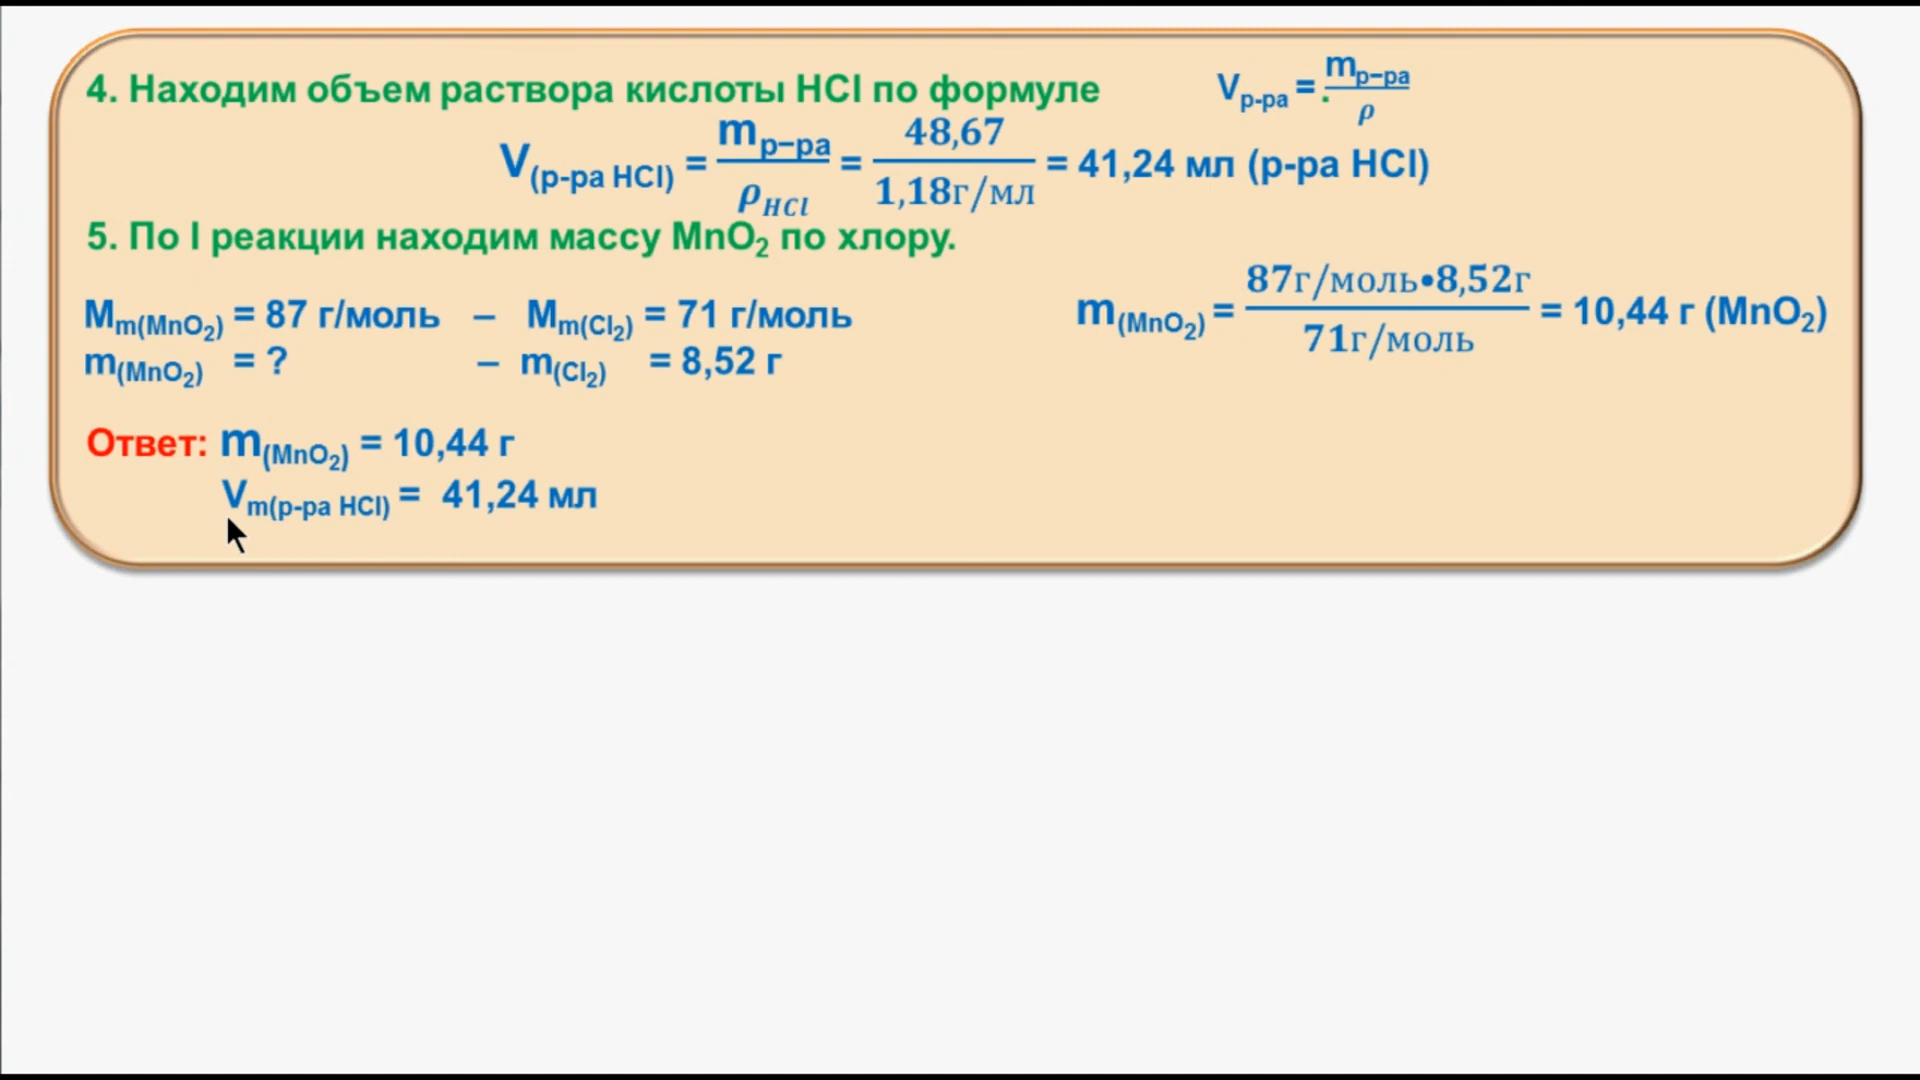 4. Находим объем раствора кислоты HCl по формуле V р-ра = m р−ра / ρ
V (р-ра HCl) = m р−ра / ρ HCl = 48,67 / 1,18г/мл = 41,24 мл (р-ра HCl)
5. По I реакции находим массу MnO₂ по хлору.
M m(MnO₂) = 87 г/моль – M m(Cl₂) = 71 г/моль m (MnO₂) = 87г/моль•8,52г / 71г/моль = 10,44 г (MnO₂)
m (MnO₂) = ? – m (Cl₂) = 8,52 г
Ответ: m (MnO₂) = 10,44 г
V m(р-ра HCl) = 41,24 мл